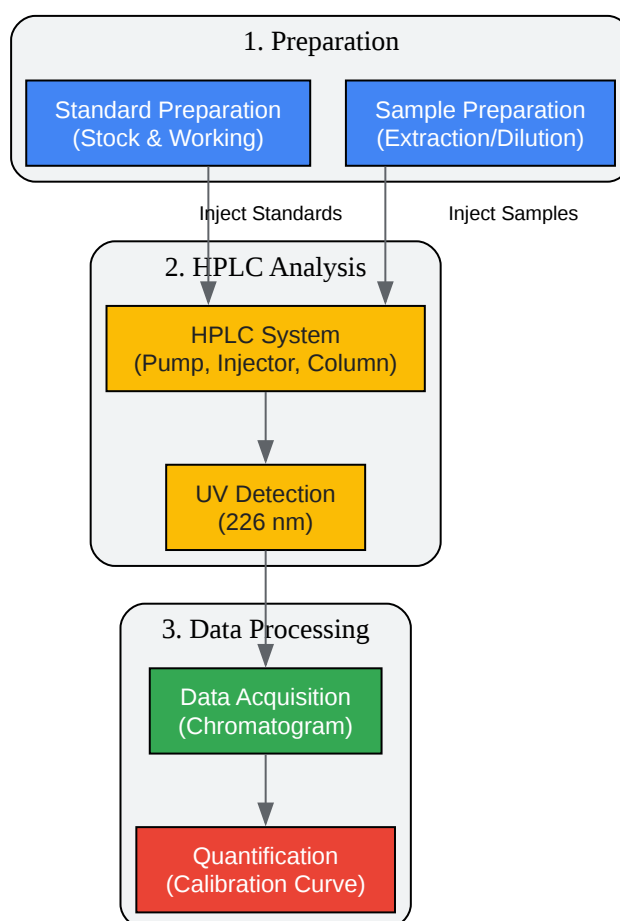 1. Preparation
Standard Preparation
(Stock & Working)
Sample Preparation
(Extraction/Dilution)
Inject Standards
Inject Samples
2. HPLC Analysis
HPLC System
(Pump, Injector, Column)
UV Detection
(226 nm)
3. Data Processing
Data Acquisition
(Chromatogram)
Quantification
(Calibration Curve)